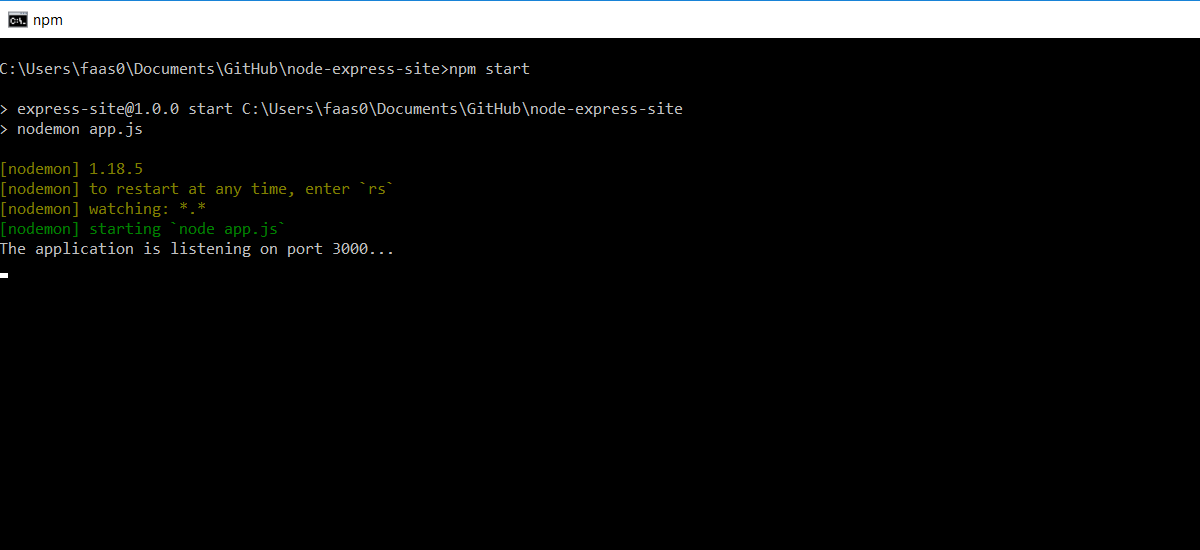 npm
C:\Users\faas0\Documents\GitHub\node-express-site>npm start
> express-site@1.0.0 start C:\Users\faas0\Documents\GitHub\node-express-site
> nodemon app.js
[nodemon] 1.18.5
[nodemon] to restart at any time, enter `rs`
[nodemon] watching: *.*
[nodemon] starting `node app.js`
The application is listening on port 3000...